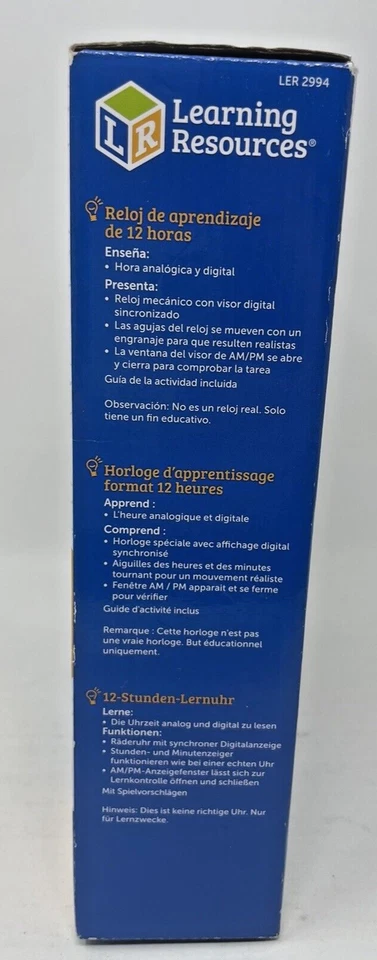 LER 2994
LR
Learning
Resources®
Reloj de aprendizaje
de 12 horas
Enseña:
• Hora analógica y digital
Presenta:
• Reloj mecánico con visor digital
sincronizado
• Las agujas del reloj se mueven con un
engranaje para que resulten realistas
• La ventana del visor de AM/PM se abre
y cierra para comprobar la tarea
Guía de la actividad incluida
Observación: No es un reloj real. Solo
tiene un fin educativo.
Horloge d'apprentissage
format 12 heures
Apprend :
• L'heure analogique et digitale
Comprend :
• Horloge spéciale avec affichage digital
synchronisé
• Aiguilles des heures et des minutes
tournant pour un mouvement réaliste
• Fenêtre AM / PM apparait et se ferme
pour vérifier
Guide d'activité inclus
Remarque : Cette horloge n'est pas
une vraie horloge. But éducationnel
uniquement.
12-Stunden-Lernuhr
Lerne:
• Die Uhrzeit analog und digital zu lesen
Funktionen:
• Räderuhr mit synchroner Digitalanzeige
• Stunden- und Minutenzeiger
funktionieren wie bei einer echten Uhr
• AM/PM-Anzeigefenster lässt sich zur
Lernkontrolle öffnen und schließen
Mit Spielvorschlägen
Hinweis: Dies ist keine richtige Uhr. Nur
für Lernzwecke.